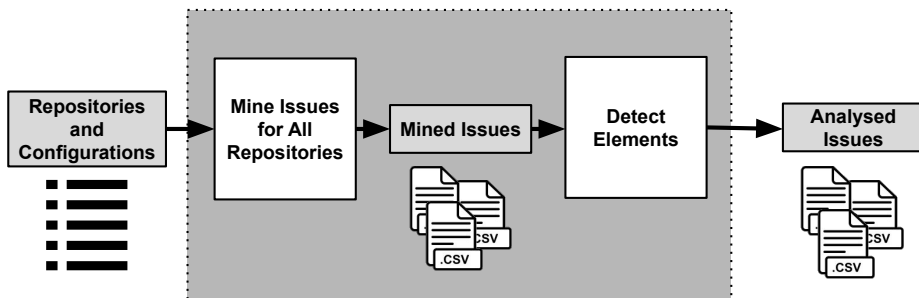 Repositories
and
Configurations
Mine Issues
for All
Repositories
Mined Issues
Detect
Elements
Analysed
Issues
.CSV
.CSV
.CSV
.CSV